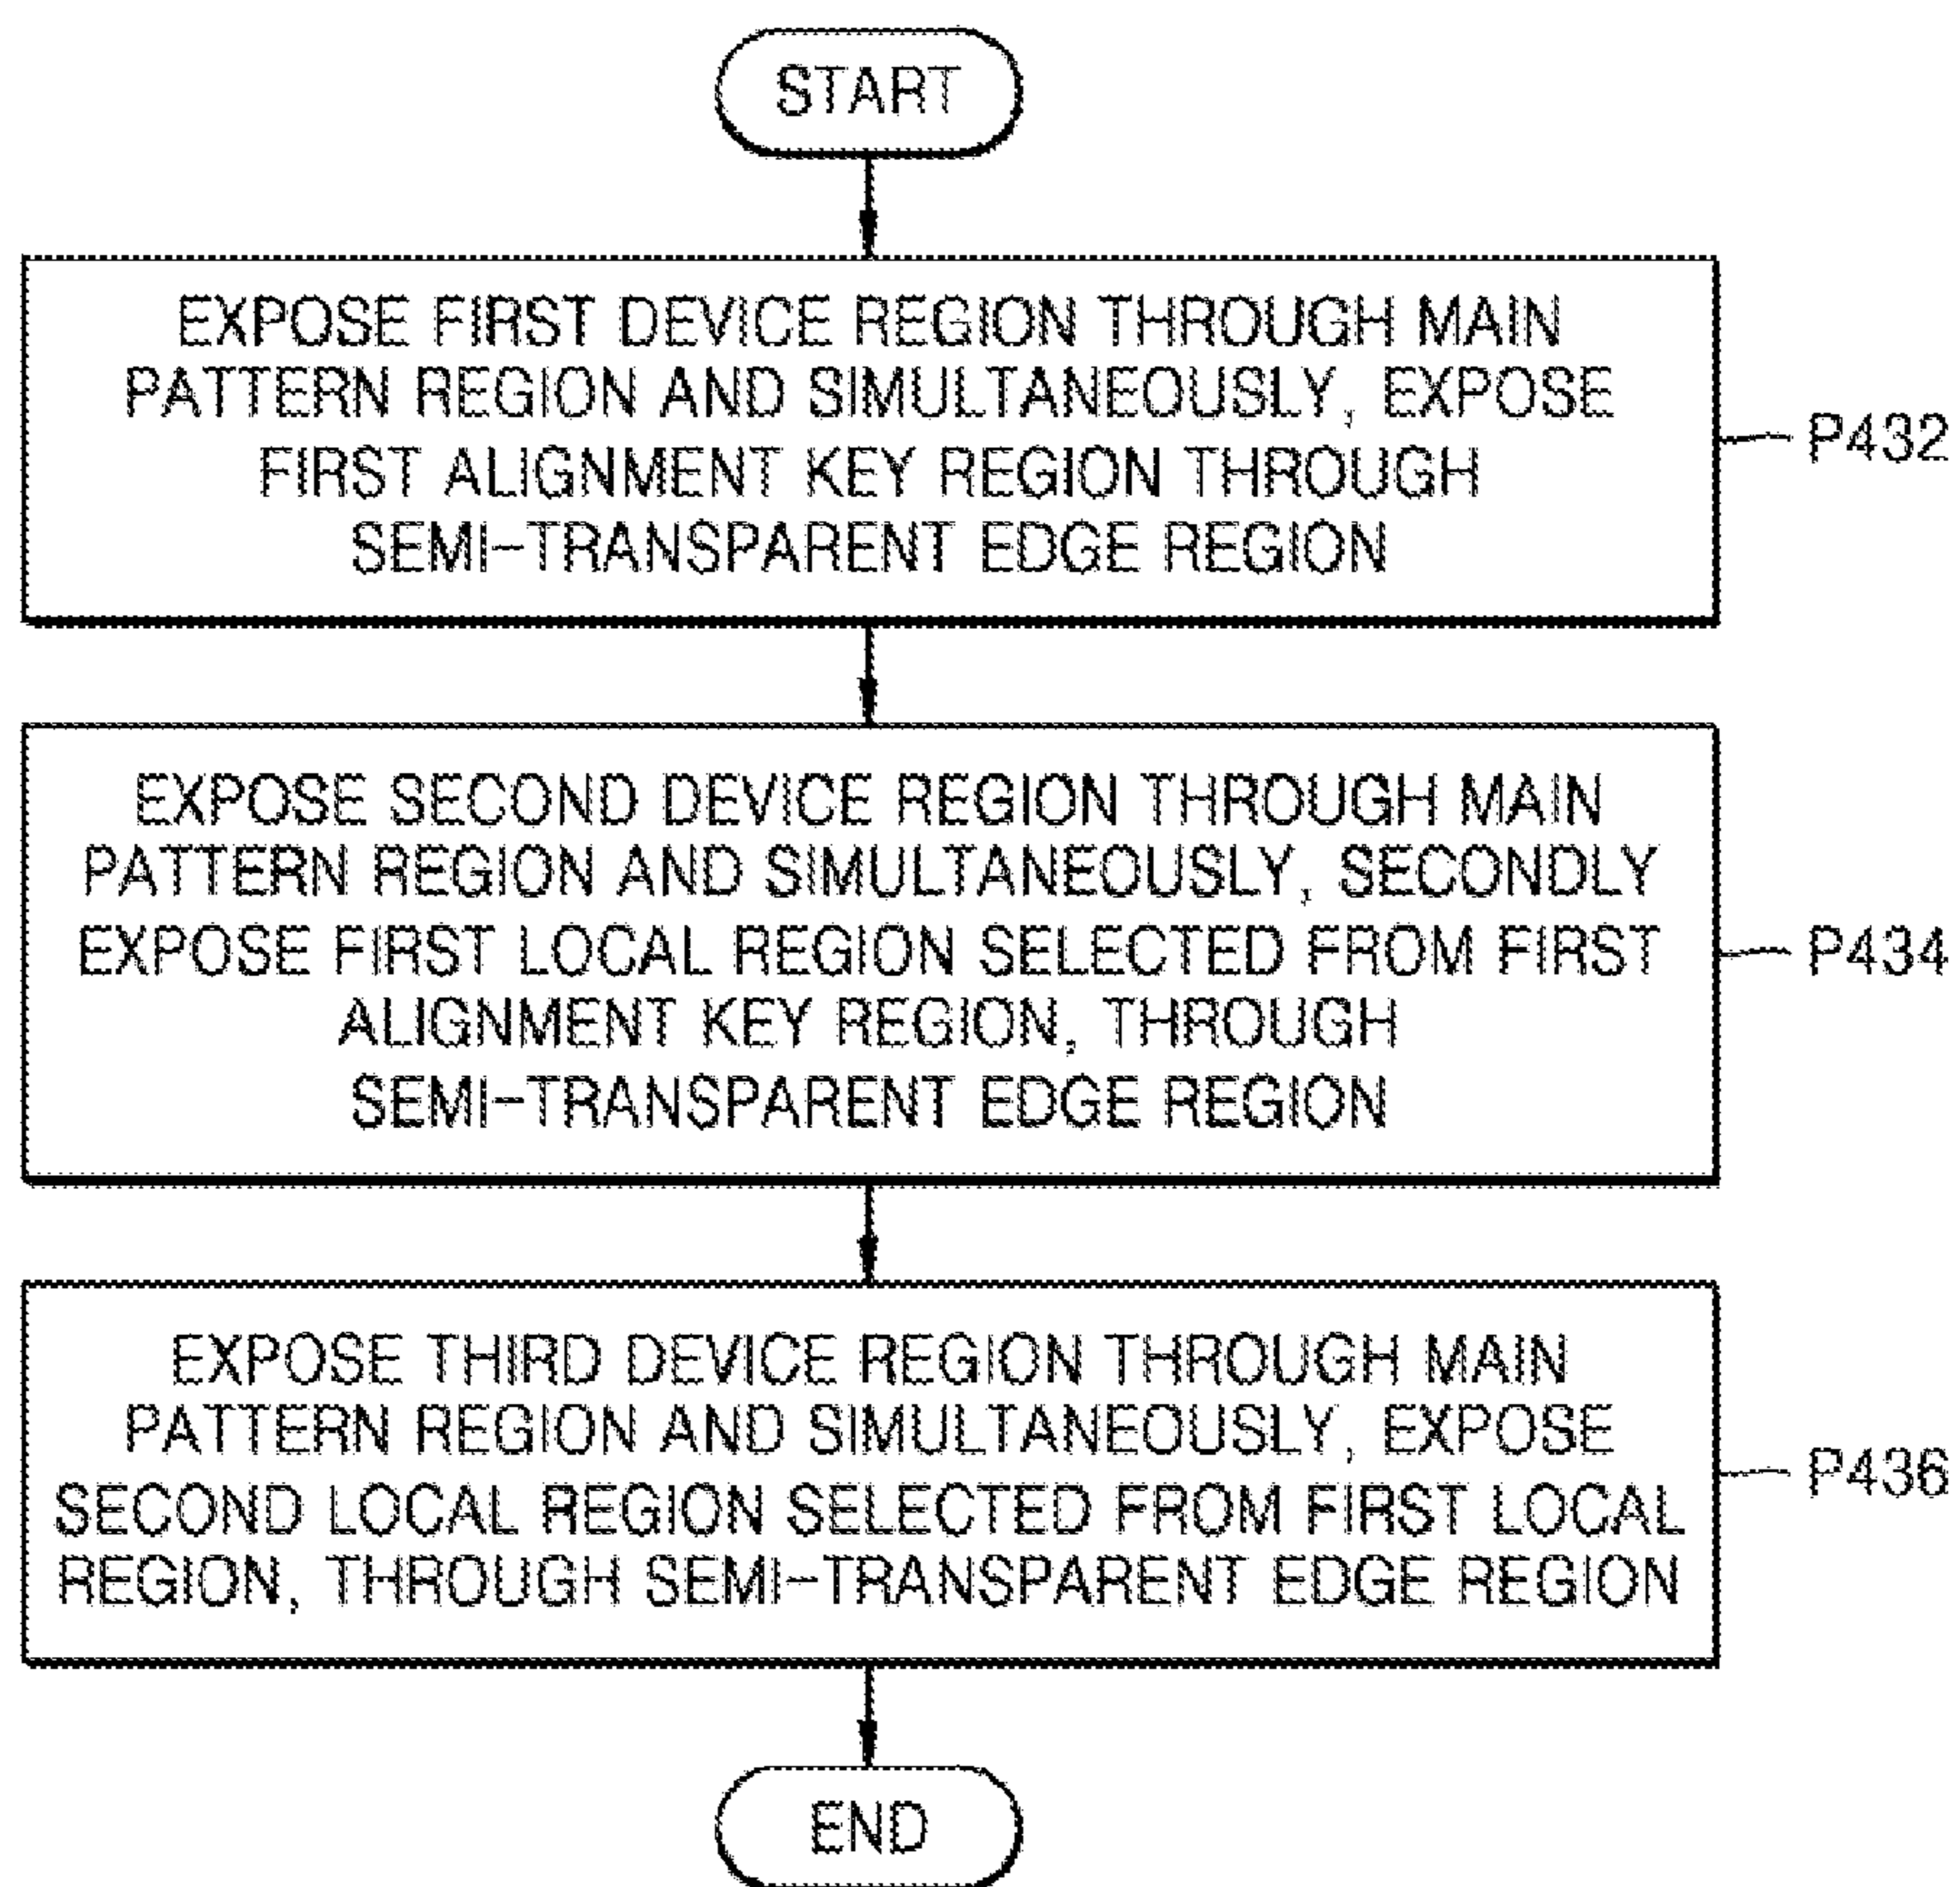 START
EXPOSE FIRST DEVICE REGION THROUGH MAIN
PATTERN REGION AND SIMULTANEOUSLY, EXPOSE
FIRST ALIGNMENT KEY REGION THROUGH
SEMI-TRANSPARENT EDGE REGION
P432
EXPOSE SECOND DEVICE REGION THROUGH MAIN
PATTERN REGION AND SIMULTANEOUSLY, SECONDLY
EXPOSE FIRST LOCAL REGION SELECTED FROM FIRST
ALIGNMENT KEY REGION, THROUGH
SEMI-TRANSPARENT EDGE REGION
P434
EXPOSE THIRD DEVICE REGION THROUGH MAIN
PATTERN REGION AND SIMULTANEOUSLY, EXPOSE
SECOND LOCAL REGION SELECTED FROM FIRST LOCAL
REGION, THROUGH SEMI-TRANSPARENT EDGE REGION
P436
END